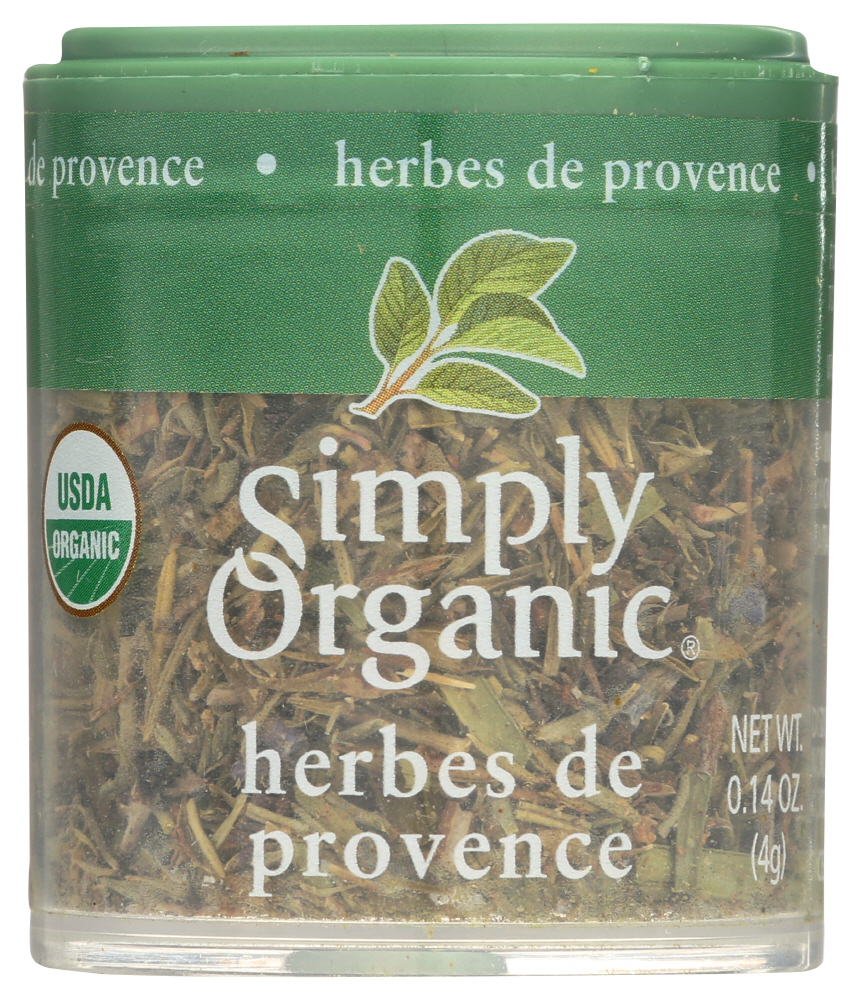 de provence • herbes de provence •
USDA
ORGANIC
Simply
Organic®
herbes de
provence
NET WT.
0.14 OZ.
(4g)